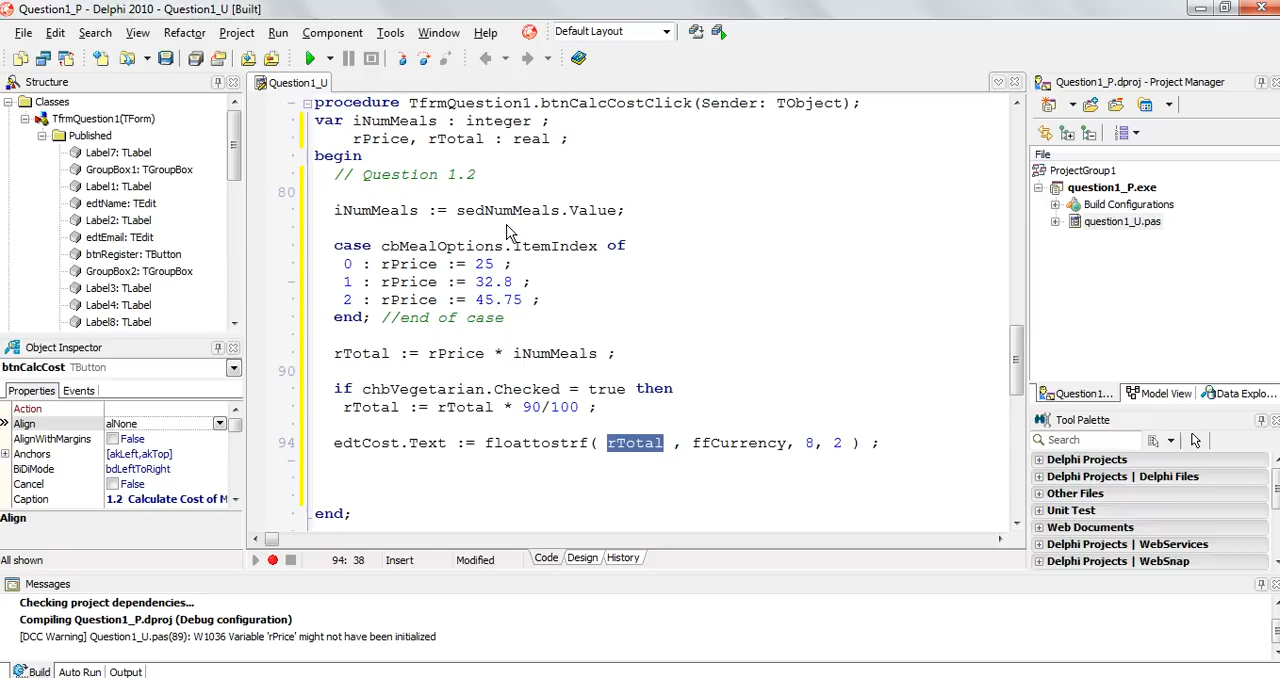 Question1_P - Delphi 2010 - Question1_U [Built]
File Edit Search View Refactor Project Run Component Tools Window Help Default Layout
Structure
Question1_U
Question1_P.dproj - Project Manager
Classes
TfrmQuestion1(TForm)
Published
Label7: TLabel
GroupBox1: TGroupBox
Label1: TLabel
edtName: TEdit
Label2: TLabel
edtEmail: TEdit
btnRegister: TButton
GroupBox2: TGroupBox
Label3: TLabel
Label4: TLabel
Label8: TLabel
Object Inspector
btnCalcCost TButton
Properties Events
Action
Align alNone
AlignWithMargins False
Anchors [akLeft,akTop]
BiDiMode bdLeftToRight
Cancel False
Caption 1.2 Calculate Cost of M
Align
All shown
procedure TfrmQuestion1.btnCalcCostClick(Sender: TObject);
var iNumMeals : integer ;
rPrice, rTotal : real ;
begin
// Question 1.2
80
iNumMeals := sedNumMeals.Value;
case cbMealOptions.ItemIndex of
0 : rPrice := 25 ;
1 : rPrice := 32.8 ;
2 : rPrice := 45.75 ;
end; //end of case
rTotal := rPrice * iNumMeals ;
90
if chbVegetarian.Checked = true then
rTotal := rTotal * 90/100 ;
94 edtCost.Text := floattostrf( rTotal , ffCurrency, 8, 2 ) ;
end;
94: 38 Insert Modified Code Design History
File
ProjectGroup1
question1_P.exe
Build Configurations
question1_U.pas
Question1... Model View Data Explo...
Tool Palette
Search
Delphi Projects
Delphi Projects | Delphi Files
Other Files
Unit Test
Web Documents
Delphi Projects | WebServices
Delphi Projects | WebSnap
Messages
Checking project dependencies...
Compiling Question1_P.dproj (Debug configuration)
[DCC Warning] Question1_U.pas(89): W1036 Variable 'rPrice' might not have been initialized
Build Auto Run Output